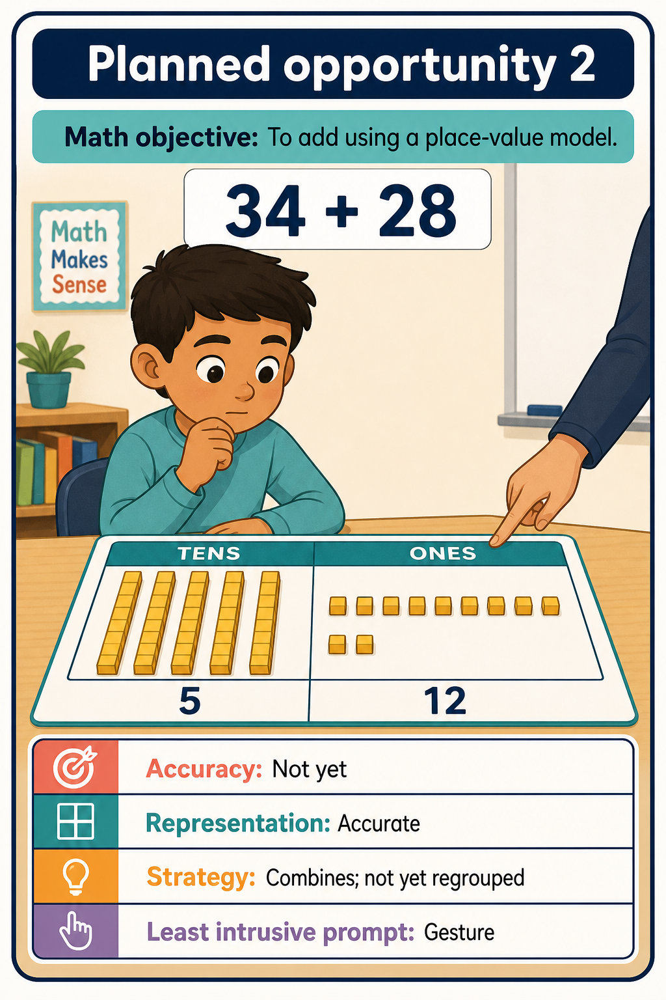 Planned opportunity 2
Math objective: To add using a place-value model.
34 + 28
Math
Makes
Sense
TENS
ONES
5
12
Accuracy: Not yet
Representation: Accurate
Strategy: Combines; not yet regrouped
Least intrusive prompt: Gesture